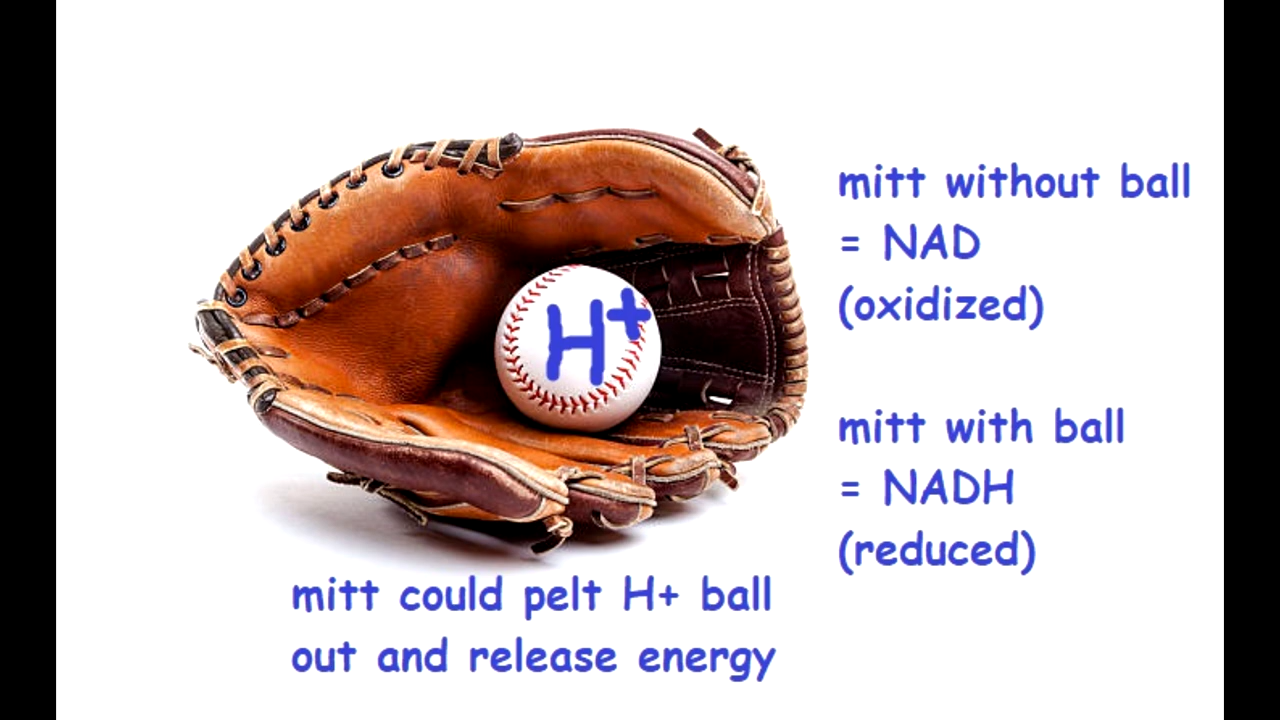 H+
mitt without ball
= NAD
(oxidized)
mitt with ball
= NADH
(reduced)
mitt could pelt H+ ball
out and release energy